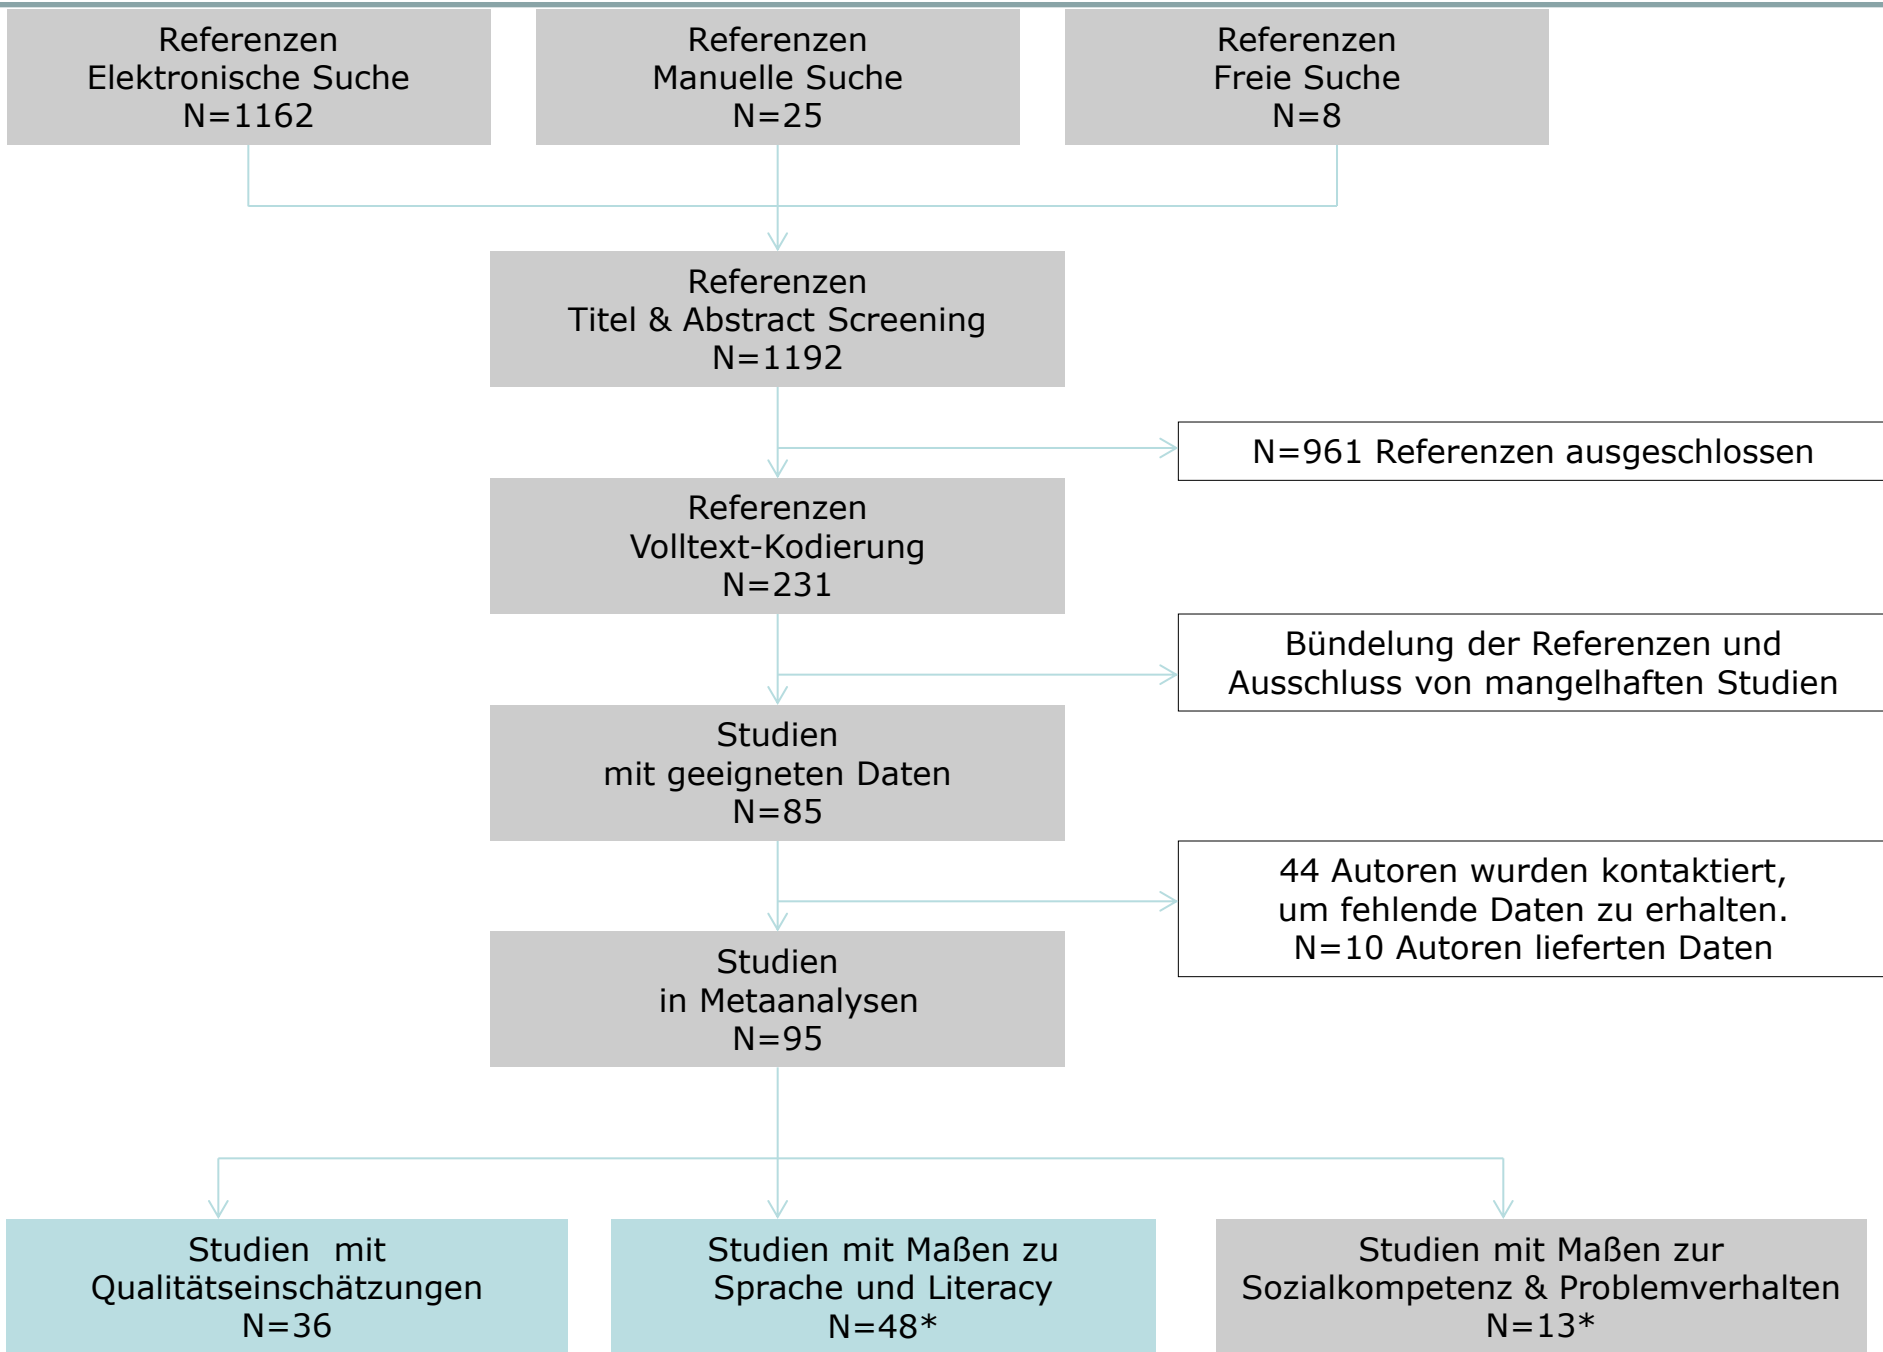 Referenzen
Elektronische Suche
N=1162
Referenzen
Manuelle Suche
N=25
Referenzen
Freie Suche
N=8
Referenzen
Titel & Abstract Screening
N=1192
N=961 Referenzen ausgeschlossen
Referenzen
Volltext-Kodierung
N=231
Bündelung der Referenzen und
Ausschluss von mangelhaften Studien
Studien
mit geeigneten Daten
N=85
44 Autoren wurden kontaktiert,
um fehlende Daten zu erhalten.
N=10 Autoren lieferten Daten
Studien
in Metaanalysen
N=95
Studien mit
Qualitätseinschätzungen
N=36
Studien mit Maßen zu
Sprache und Literacy
N=48*
Studien mit Maßen zur
Sozialkompetenz & Problemverhalten
N=13*